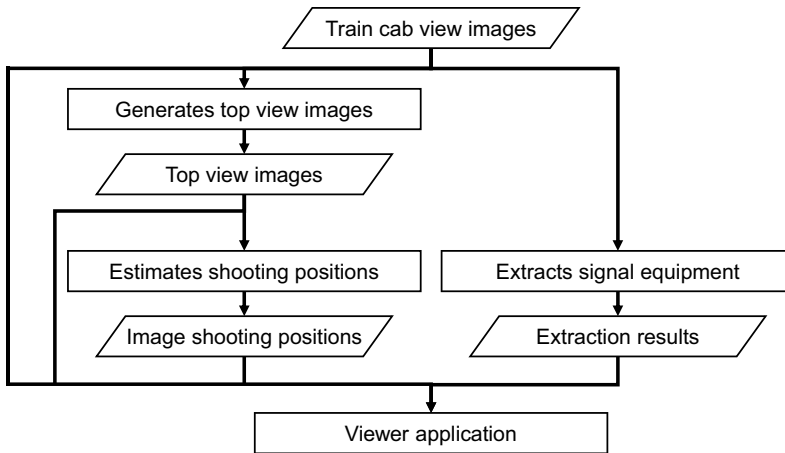 Train cab view images
Generates top view images
Top view images
Estimates shooting positions
Extracts signal equipment
Image shooting positions
Extraction results
Viewer application